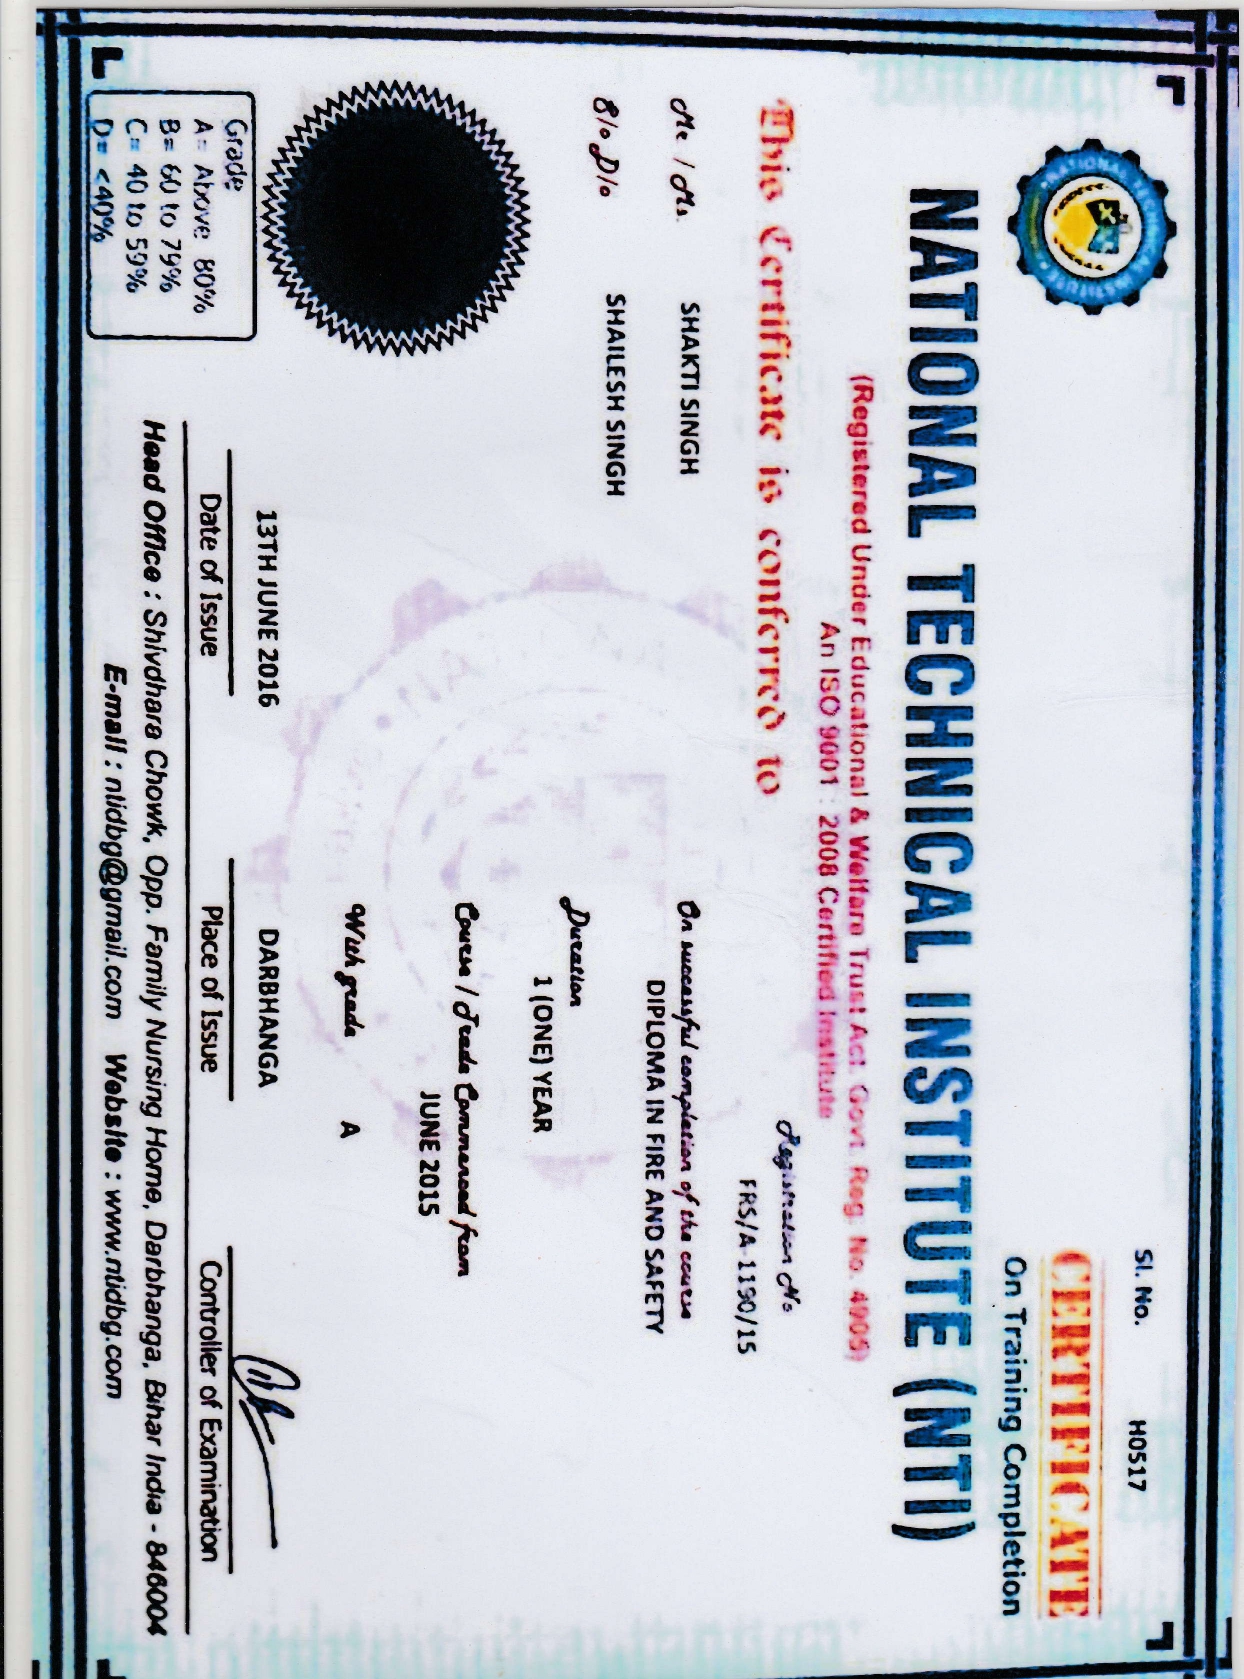 Sl. No. H0517
CERTIFICATE
On Training Completion
NATIONAL TECHNICAL INSTITUTE
NATIONAL TECHNICAL INSTITUTE (NTI)
(Registered Under Educational & Welfare Trust Act. Govt. Reg. No. 4905)
An ISO 9001 : 2008 Certified Institute
This Certificate is conferred to
Registration No
FRS/A-1190/15
Mr / Ms. SHAKTI SINGH
On successful completion of the course
DIPLOMA IN FIRE AND SAFETY
S/o D/o SHAILESH SINGH
Duration
1 (ONE) YEAR
Course / Trade Commenced from
JUNE 2015
With grade A
Grade
A= Above 80%
B= 60 to 79%
C= 40 to 59%
D= <40%
13TH JUNE 2016
Date of Issue
DARBHANGA
Place of Issue
Controller of Examination
Head Office : Shivdhara Chowk, Opp. Family Nursing Home, Darbhanga, Bihar India - 846004
E-mail : ntidbg@gmail.com Website : www.ntidbg.com